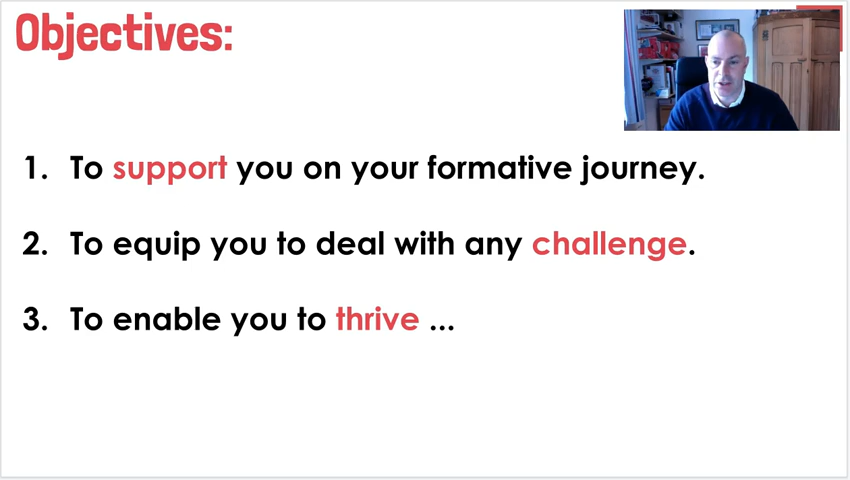 Objectives:
1. To support you on your formative journey.
2. To equip you to deal with any challenge.
3. To enable you to thrive ...